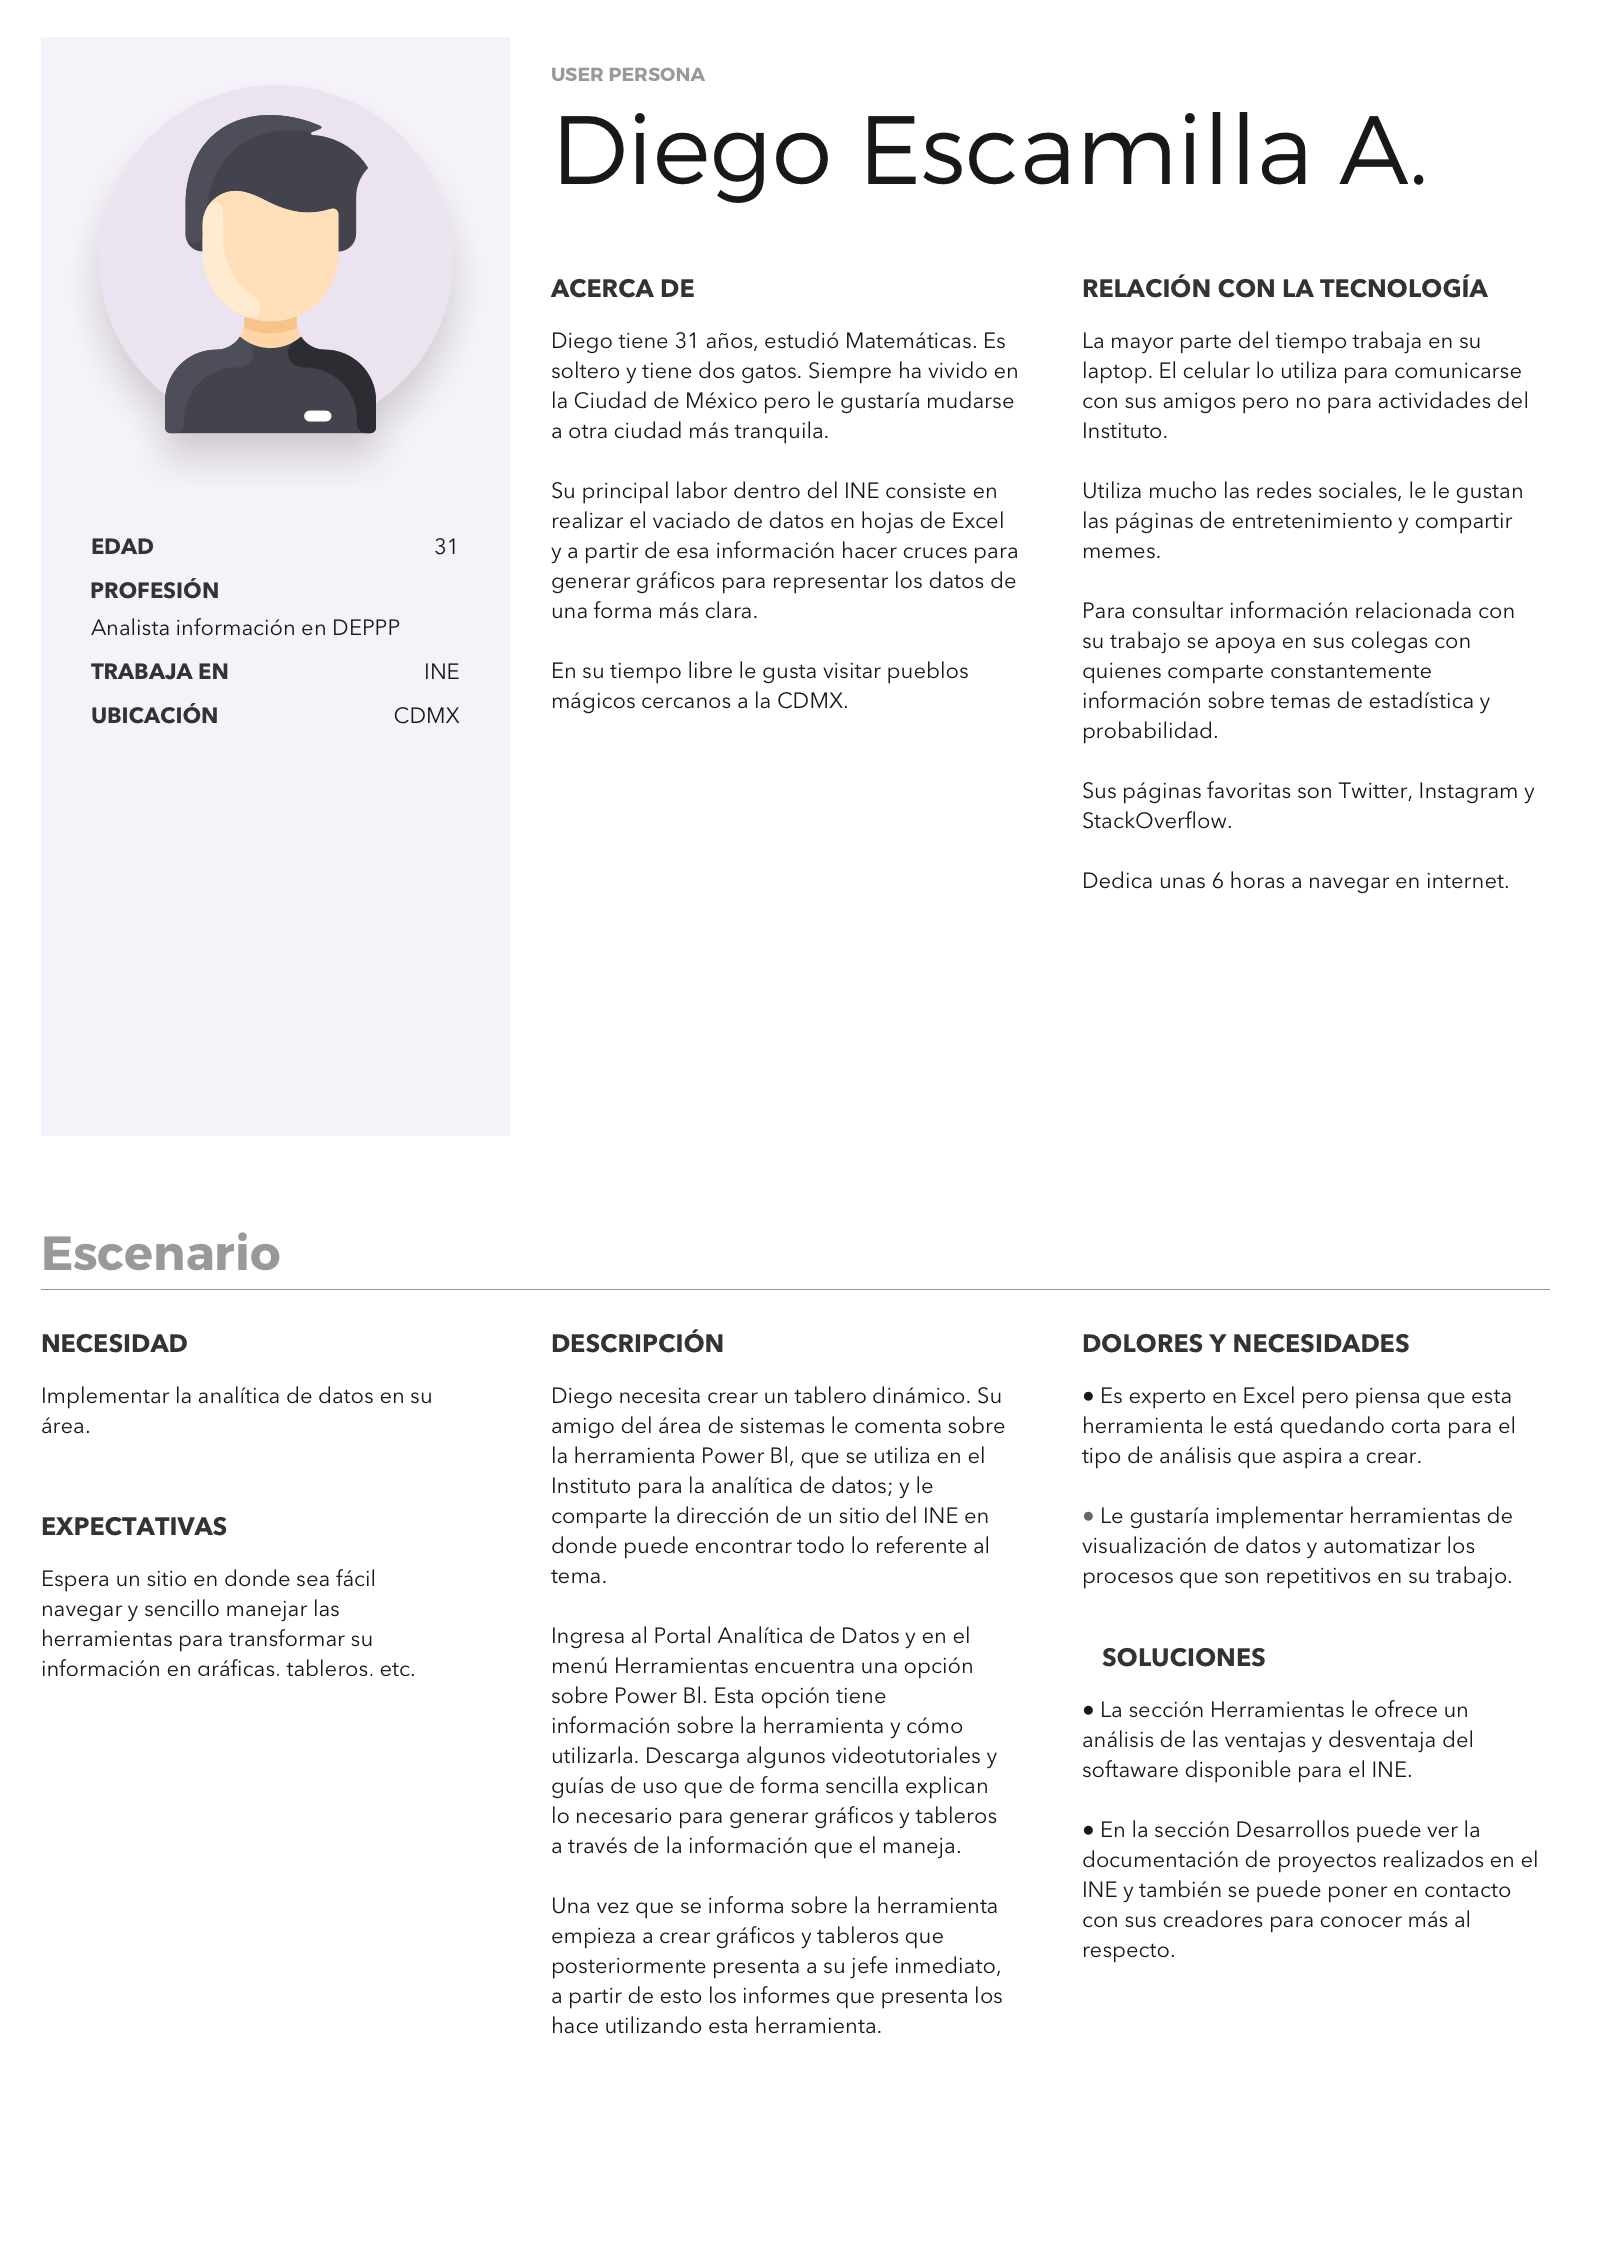 USER PERSONA
Diego Escamilla A.
EDAD 31
PROFESIÓN
Analista información en DEPPP
TRABAJA EN INE
UBICACIÓN CDMX
ACERCA DE
Diego tiene 31 años, estudió Matemáticas. Es
soltero y tiene dos gatos. Siempre ha vivido en
la Ciudad de México pero le gustaría mudarse
a otra ciudad más tranquila.
Su principal labor dentro del INE consiste en
realizar el vaciado de datos en hojas de Excel
y a partir de esa información hacer cruces para
generar gráficos para representar los datos de
una forma más clara.
En su tiempo libre le gusta visitar pueblos
mágicos cercanos a la CDMX.
RELACIÓN CON LA TECNOLOGÍA
La mayor parte del tiempo trabaja en su
laptop. El celular lo utiliza para comunicarse
con sus amigos pero no para actividades del
Instituto.
Utiliza mucho las redes sociales, le le gustan
las páginas de entretenimiento y compartir
memes.
Para consultar información relacionada con
su trabajo se apoya en sus colegas con
quienes comparte constantemente
información sobre temas de estadística y
probabilidad.
Sus páginas favoritas son Twitter, Instagram y
StackOverflow.
Dedica unas 6 horas a navegar en internet.
Escenario
NECESIDAD
Implementar la analítica de datos en su
área.
EXPECTATIVAS
Espera un sitio en donde sea fácil
navegar y sencillo manejar las
herramientas para transformar su
información en gráficas, tableros, etc.
DESCRIPCIÓN
Diego necesita crear un tablero dinámico. Su
amigo del área de sistemas le comenta sobre
la herramienta Power Bl, que se utiliza en el
Instituto para la analítica de datos; y le
comparte la dirección de un sitio del INE en
donde puede encontrar todo lo referente al
tema.
Ingresa al Portal Analítica de Datos y en el
menú Herramientas encuentra una opción
sobre Power Bl. Esta opción tiene
información sobre la herramienta y cómo
utilizarla. Descarga algunos videotutoriales y
guías de uso que de forma sencilla explican
lo necesario para generar gráficos y tableros
a través de la información que el maneja.
Una vez que se informa sobre la herramienta
empieza a crear gráficos y tableros que
posteriormente presenta a su jefe inmediato,
a partir de esto los informes que presenta los
hace utilizando esta herramienta.
DOLORES Y NECESIDADES
● Es experto en Excel pero piensa que esta
herramienta le está quedando corta para el
tipo de análisis que aspira a crear.
● Le gustaría implementar herramientas de
visualización de datos y automatizar los
procesos que son repetitivos en su trabajo.
SOLUCIONES
● La sección Herramientas le ofrece un
análisis de las ventajas y desventaja del
softaware disponible para el INE.
● En la sección Desarrollos puede ver la
documentación de proyectos realizados en el
INE y también se puede poner en contacto
con sus creadores para conocer más al
respecto.